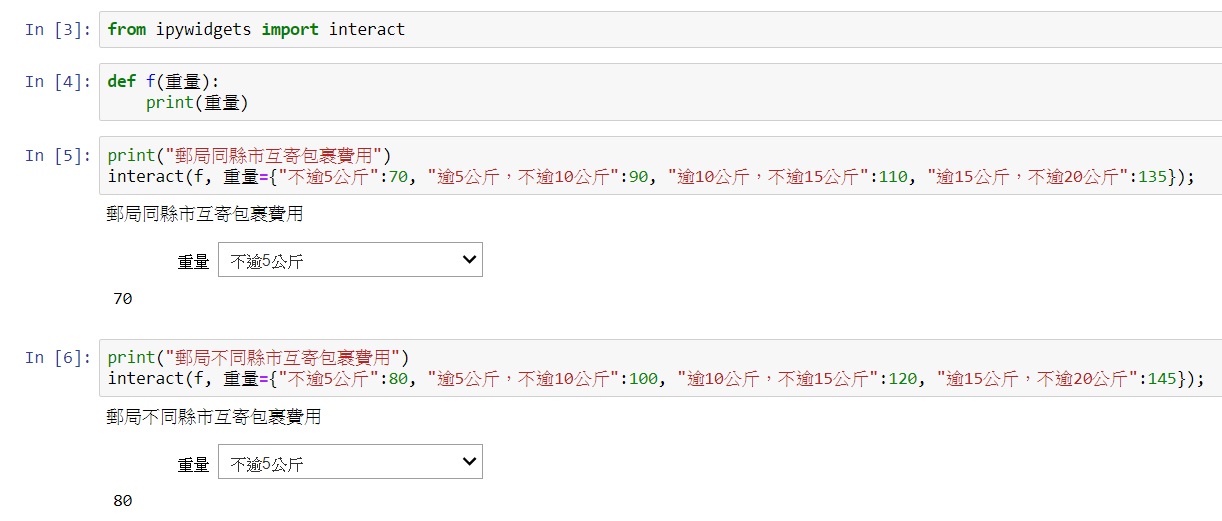 In [3]: from ipywidgets import interact
In [4]: def f(重量):
print(重量)
In [5]: print("郵局同縣市互寄包裹費用")
interact(f, 重量={"不逾5公斤":70, "逾5公斤，不逾10公斤":90, "逾10公斤，不逾15公斤":110, "逾15公斤，不逾20公斤":135});
郵局同縣市互寄包裹費用
重量 不逾5公斤
70
In [6]: print("郵局不同縣市互寄包裹費用")
interact(f, 重量={"不逾5公斤":80, "逾5公斤，不逾10公斤":100, "逾10公斤，不逾15公斤":120, "逾15公斤，不逾20公斤":145});
郵局不同縣市互寄包裹費用
重量 不逾5公斤
80